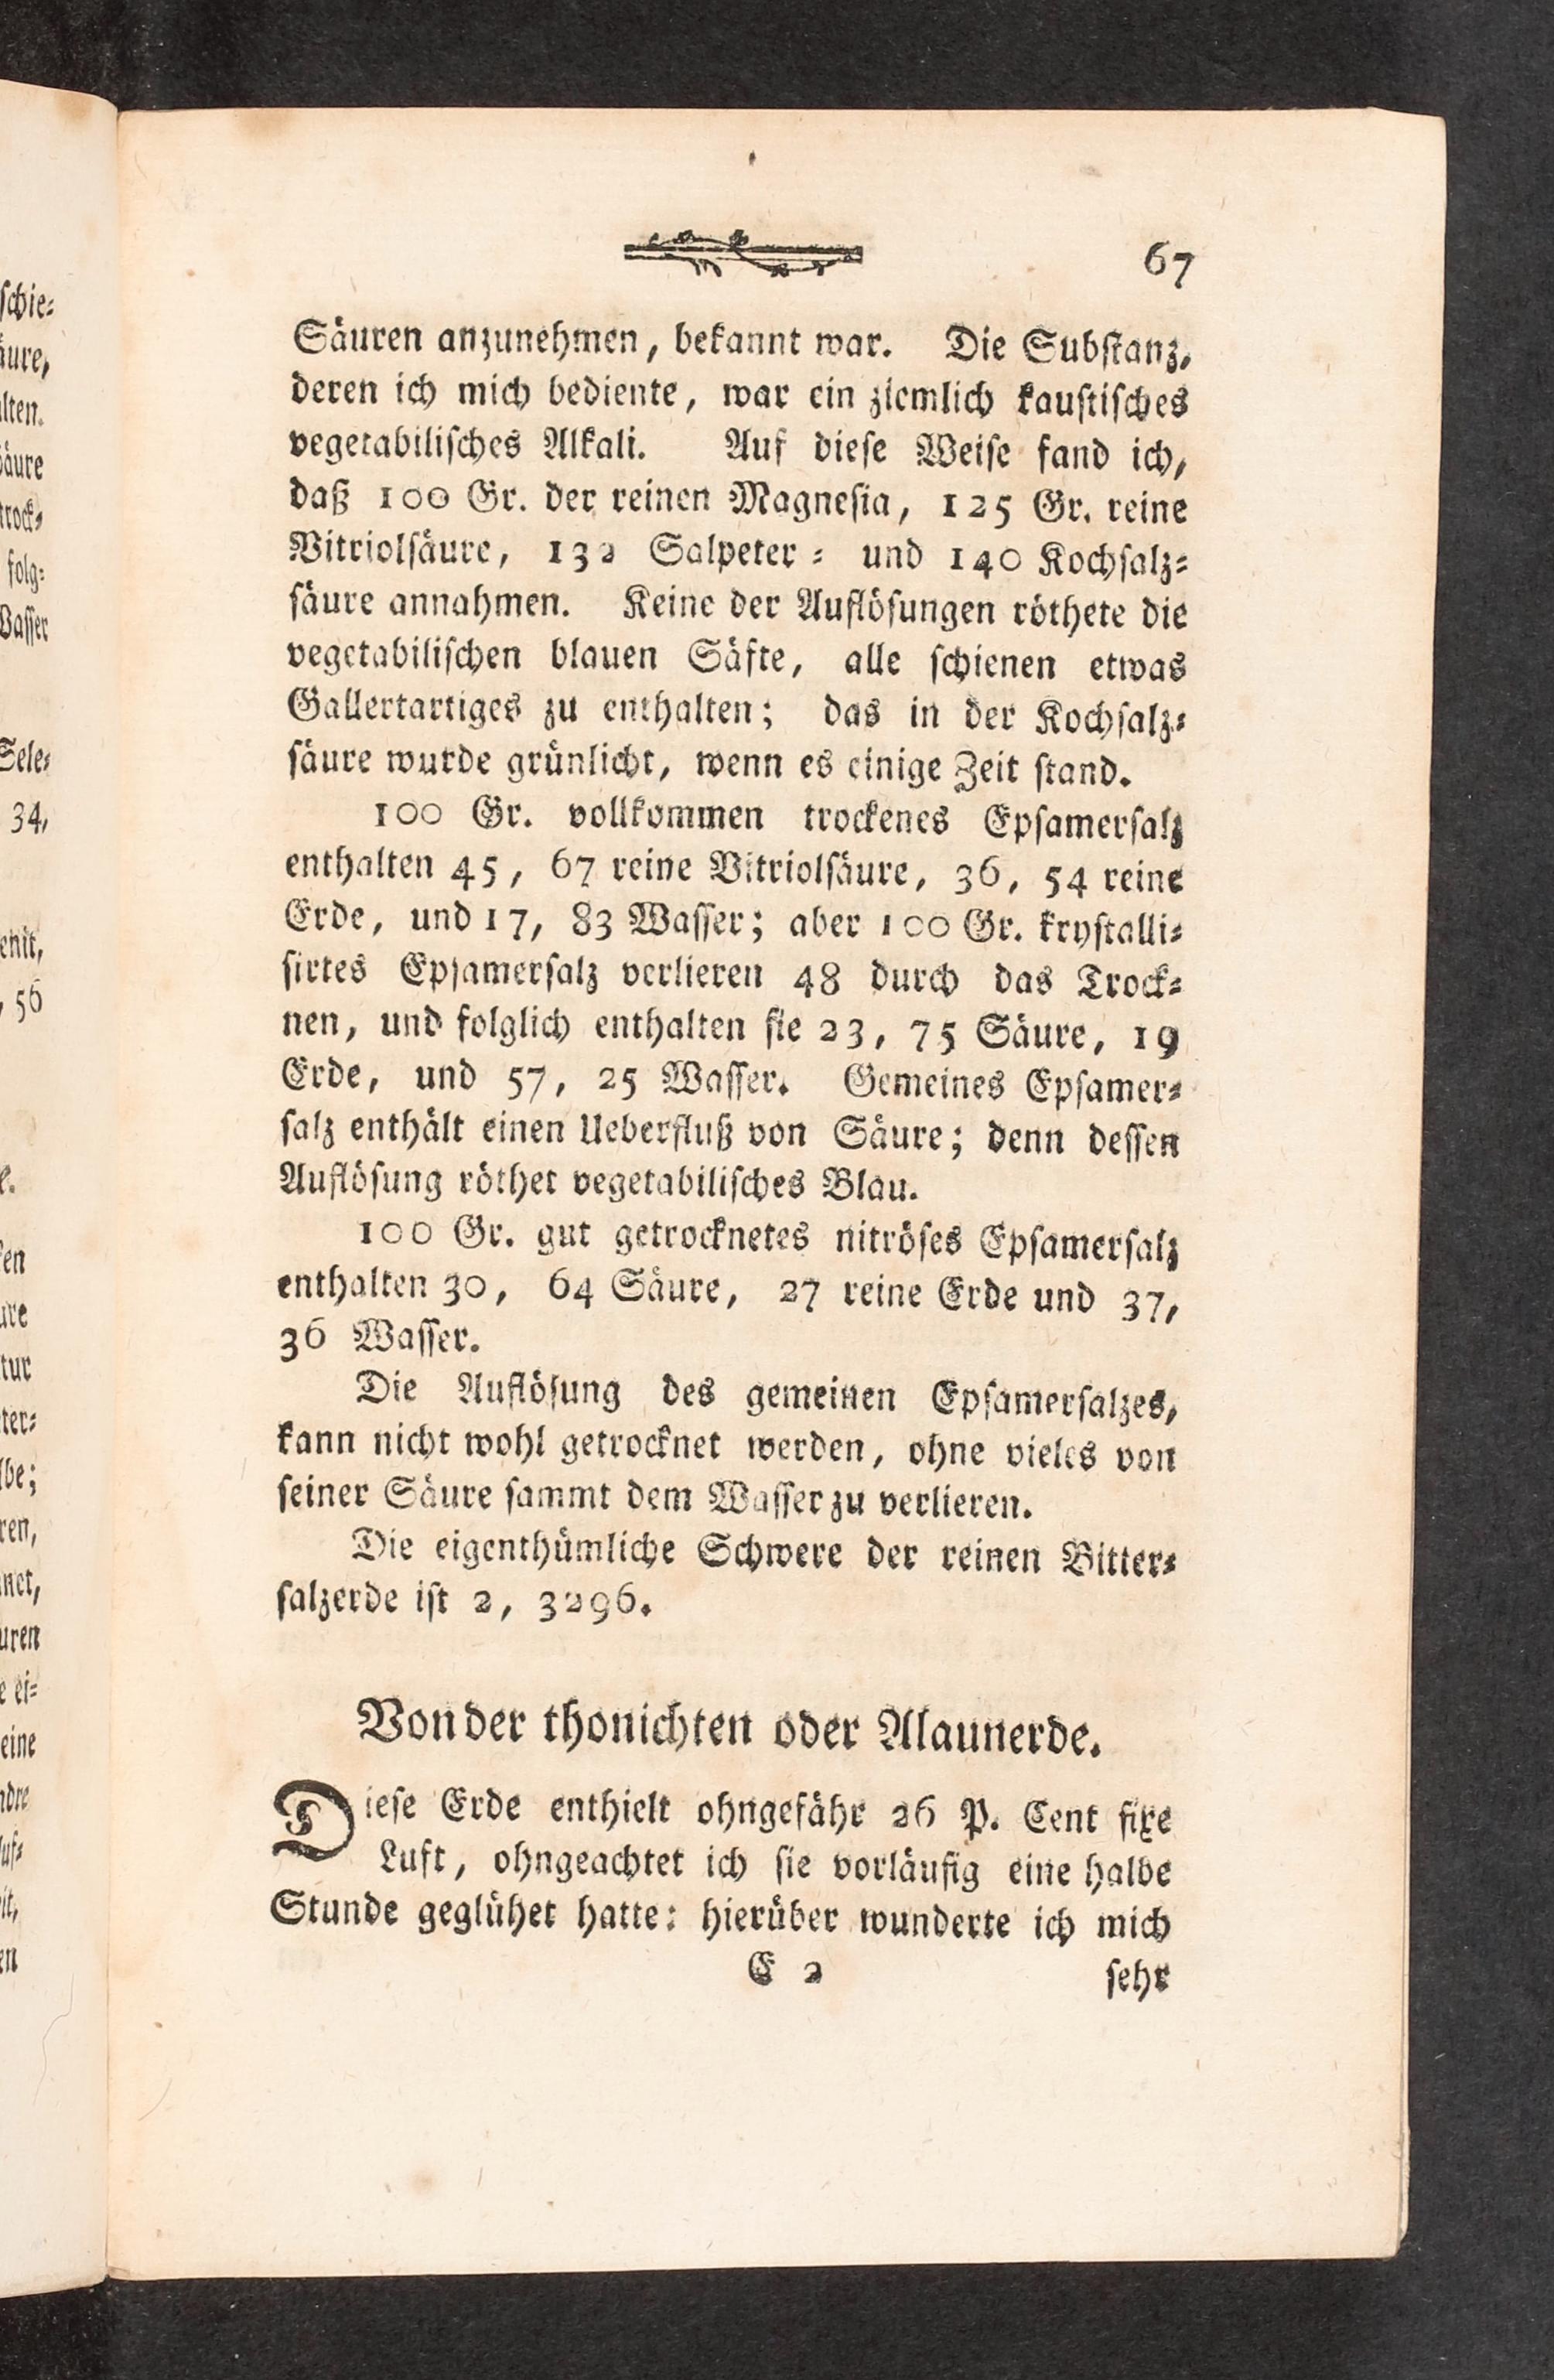 67
Säuren anzunehmen, bekannt war. Die Substanz,
deren ich mich bediente, war ein ziemlich kaustisches
vegetabilisches Alkali. Auf diese Weise fand ich,
daß 100 Gr. der reinen Magnesia, 125 Gr. reine
Vitriolsäure, 132 Salpeter- und 140 Kochsalz-
säure annahmen. Keine der Auflösungen röthete die
vegetabilischen blauen Säfte, alle schienen etwas
Gallertartiges zu enthalten; das in der Kochsalz-
säure wurde grünlicht, wenn es einige Zeit stand.
100 Gr. vollkommen trockenes Epsamersalz
enthalten 45, 67 reine Vitriolsäure, 36, 54 reine
Erde, und 17, 83 Wasser; aber 100 Gr. krystalli-
sirtes Epsamersalz verlieren 48 durch das Trock-
nen, und folglich enthalten sie 23, 75 Säure, 19
Erde, und 57, 25 Wasser. Gemeines Epsamer-
salz enthält einen Ueberfluß von Säure; denn dessen
Auflösung röthet vegetabilisches Blau.
100 Gr. gut getrocknetes nitröses Epsamersalz
enthalten 30, 64 Säure, 27 reine Erde und 37,
36 Wasser.
Die Auflösung des gemeinen Epsamersalzes,
kann nicht wohl getrocknet werden, ohne vieles von
seiner Säure sammt dem Wasser zu verlieren.
Die eigenthümliche Schwere der reinen Bitter-
salzerde ist 2, 3296.
Von der thonichten oder Alaunerde.
Diese Erde enthielt ohngefähr 26 P. Cent fixe
Luft, ohngeachtet ich sie vorläufig eine halbe
Stunde geglühet hatte: hierüber wunderte ich mich
E 2 sehr